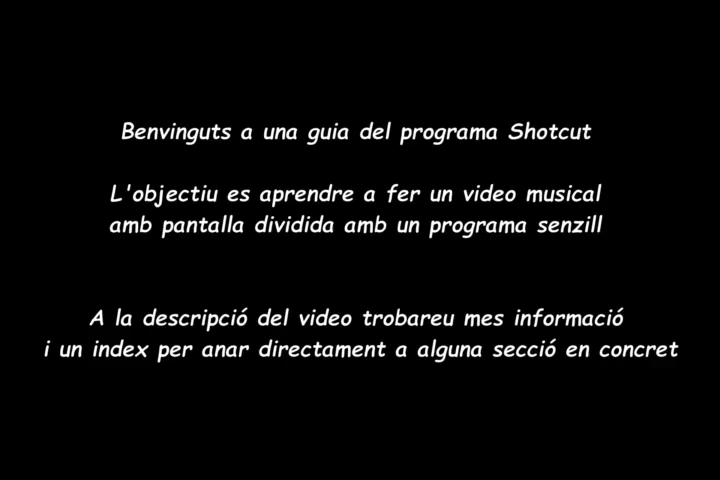 Benvinguts a una guia del programa Shotcut
L'objectiu es aprendre a fer un video musical
amb pantalla dividida amb un programa senzill
A la descripció del video trobareu mes informació
i un index per anar directament a alguna secció en concret